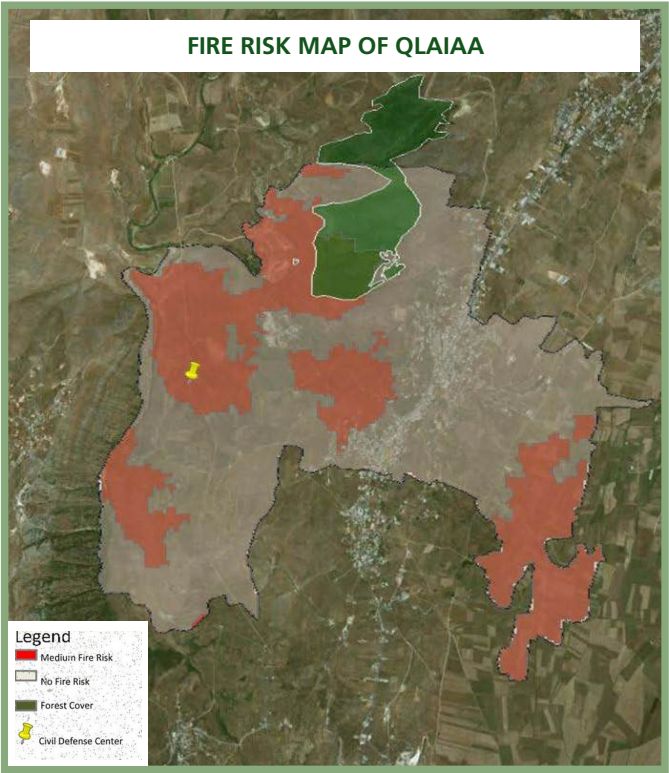 FIRE RISK MAP OF QLAIAA
Legend
Medium Fire Risk
No Fire Risk
Forest Cover
Civil Defense Center